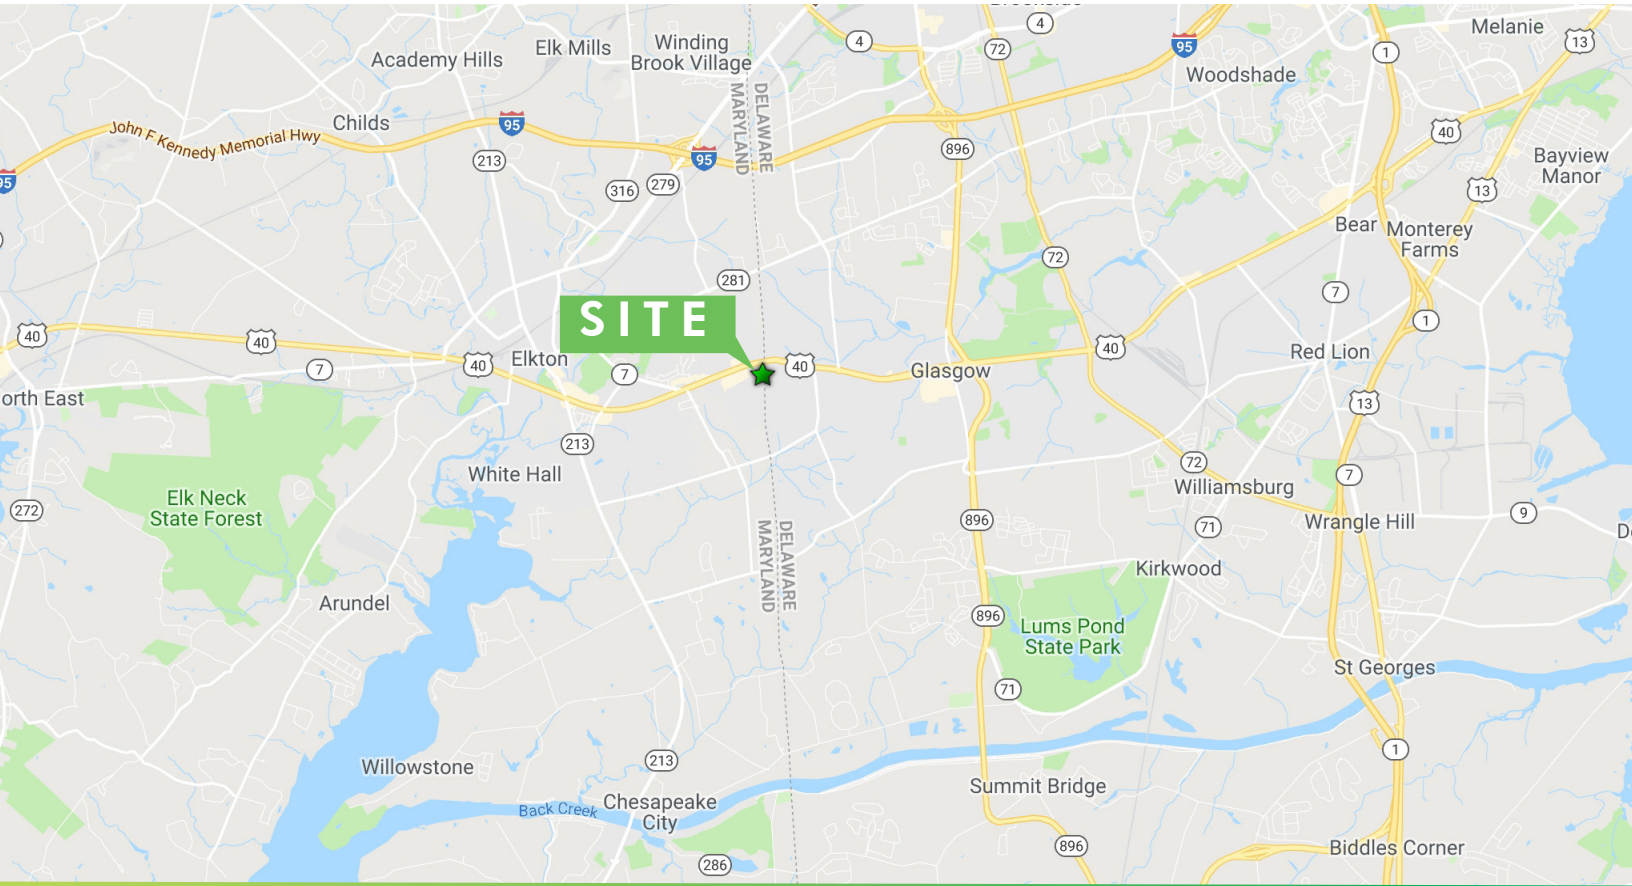 Brookside
4
Melanie
Elk Mills
Winding
Brook Village
4
72
95
1
13
Academy Hills
Woodshade
DELAWARE
MARYLAND
John F Kennedy Memorial Hwy
Childs
95
40
213
95
896
Bayview
Manor
95
316
279
13
Bear
Monterey
Farms
72
281
7
SITE
1
40
40
Elkton
40
7
40
Glasgow
40
Red Lion
7
orth East
13
213
White Hall
72
7
Williamsburg
Elk Neck
State Forest
272
896
71
Wrangle Hill
9
DELAWARE
MARYLAND
Kirkwood
Arundel
896
Lums Pond
State Park
St Georges
71
Willowstone
213
1
Summit Bridge
Back Creek
Chesapeake
City
896
Biddles Corner
286